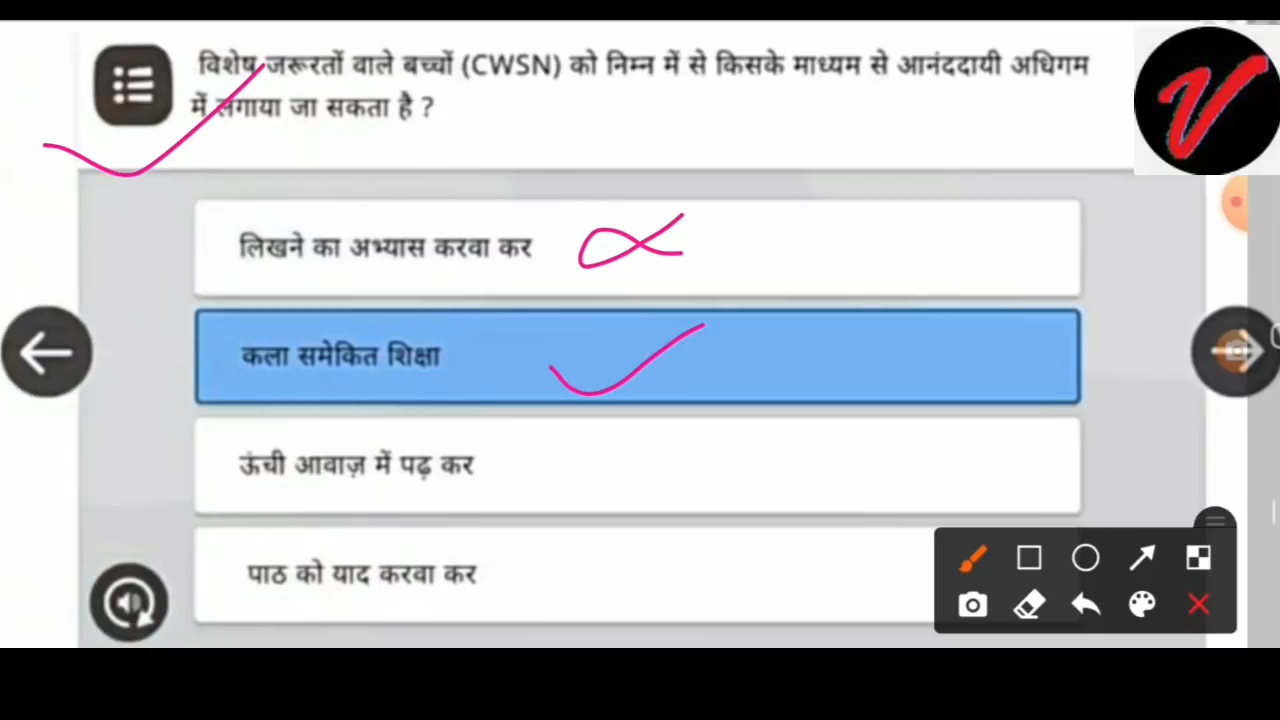 विशेष जरूरतों वाले बच्चों (CWSN) को निम्न में से किसके माध्यम से आनंददायी अधिगम
में लगाया जा सकता है ?
लिखने का अभ्यास करवा कर
कला समेकित शिक्षा
ऊंची आवाज़ में पढ़ कर
पाठ को याद करवा कर